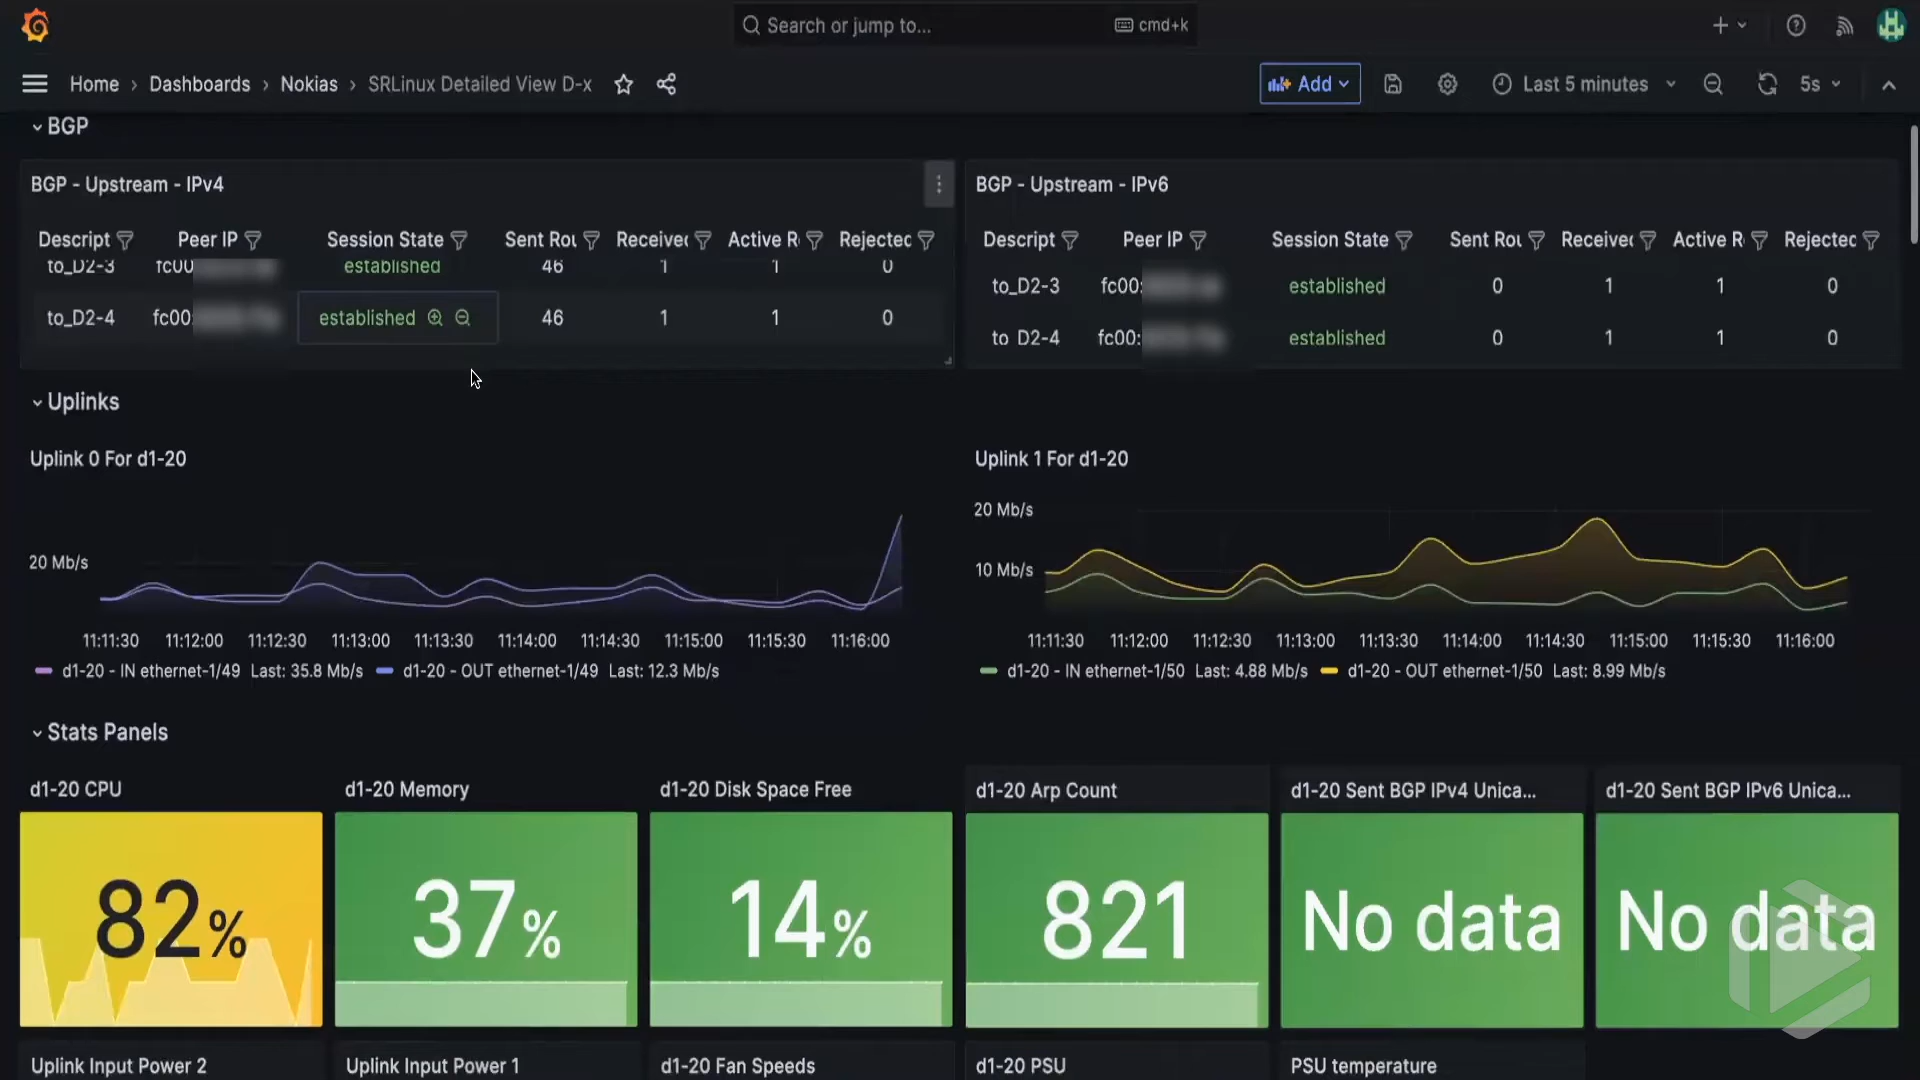 Search or jump to... cmd+k
Home › Dashboards › Nokias › SRLinux Detailed View D-x Add Last 5 minutes 5s
BGP
BGP - Upstream - IPv4
Descript Peer IP Session State Sent Rou Received Active R Rejected
to_D2-3 fc00 established 46 1 1 0
to_D2-4 fc00: established 46 1 1 0
BGP - Upstream - IPv6
Descript Peer IP Session State Sent Rou Received Active R Rejected
to_D2-3 fc00: established 0 1 1 0
to_D2-4 fc00: established 0 1 1 0
Uplinks
Uplink 0 For d1-20
20 Mb/s
11:11:30 11:12:00 11:12:30 11:13:00 11:13:30 11:14:00 11:14:30 11:15:00 11:15:30 11:16:00
d1-20 - IN ethernet-1/49 Last: 35.8 Mb/s d1-20 - OUT ethernet-1/49 Last: 12.3 Mb/s
Uplink 1 For d1-20
20 Mb/s
10 Mb/s
11:11:30 11:12:00 11:12:30 11:13:00 11:13:30 11:14:00 11:14:30 11:15:00 11:15:30 11:16:00
d1-20 - IN ethernet-1/50 Last: 4.88 Mb/s d1-20 - OUT ethernet-1/50 Last: 8.99 Mb/s
Stats Panels
d1-20 CPU
82%
d1-20 Memory
37%
d1-20 Disk Space Free
14%
d1-20 Arp Count
821
d1-20 Sent BGP IPv4 Unica...
No data
d1-20 Sent BGP IPv6 Unica...
No data
Uplink Input Power 2
Uplink Input Power 1
d1-20 Fan Speeds
d1-20 PSU
PSU temperature